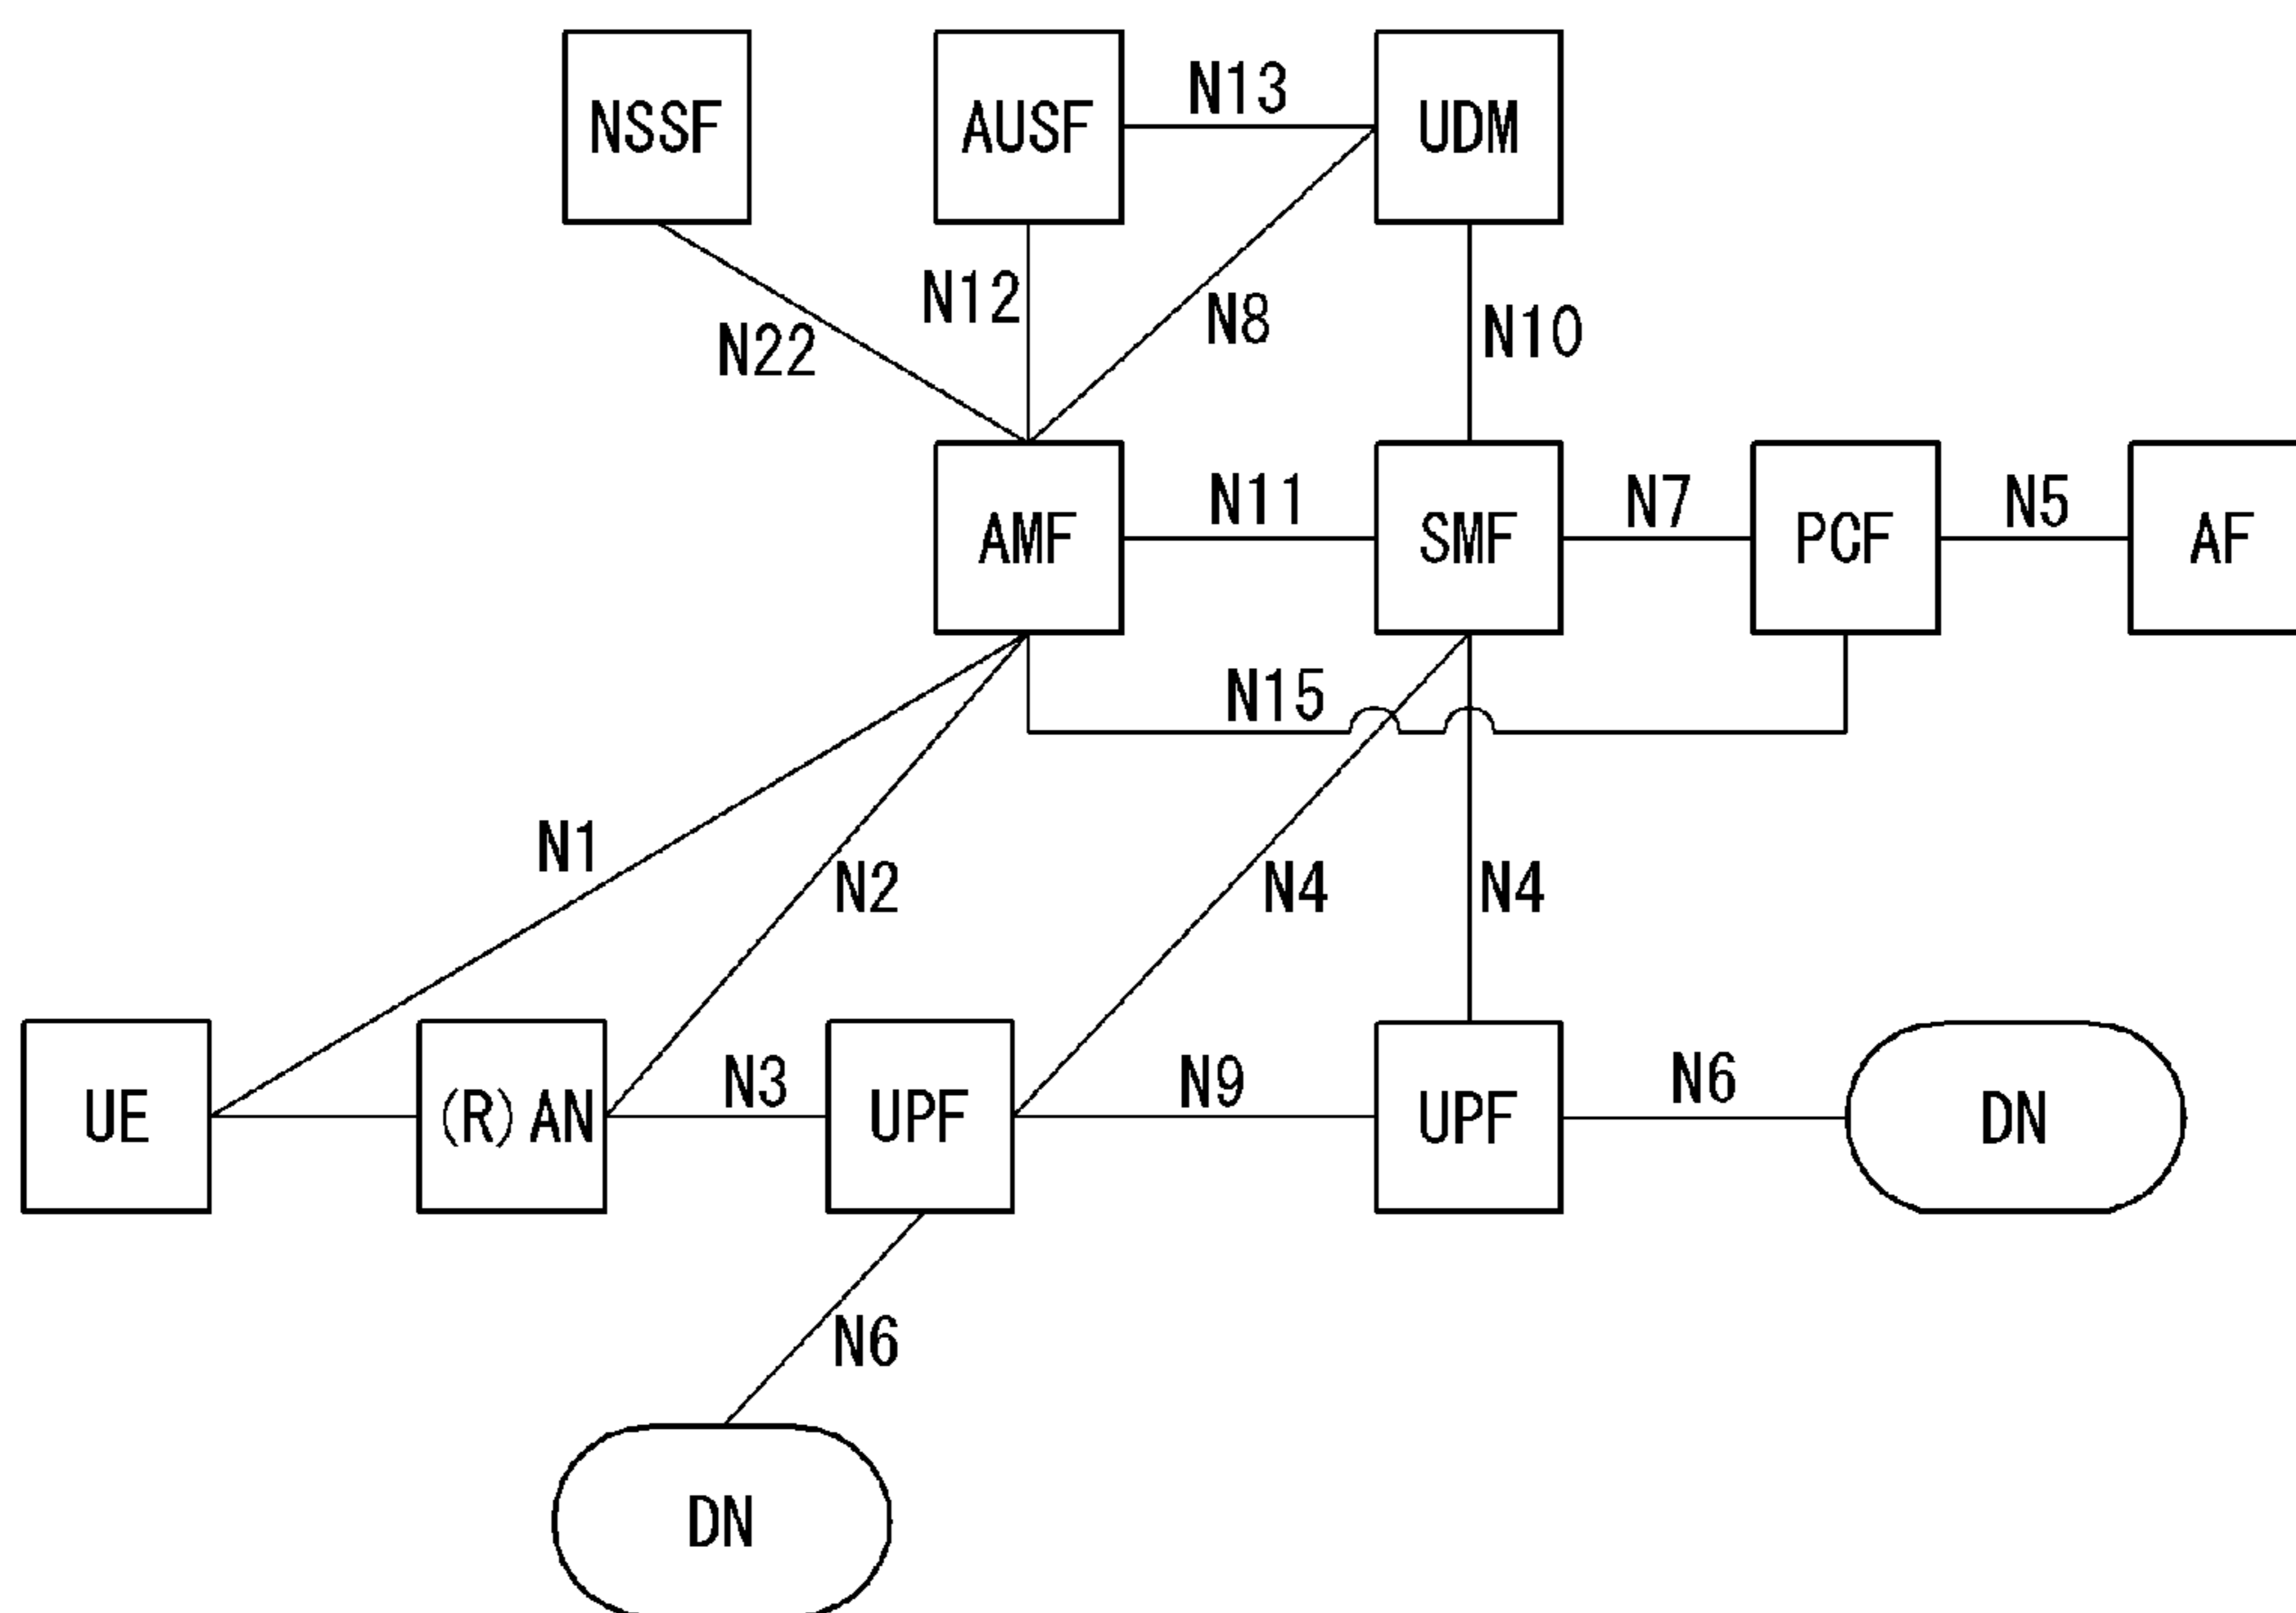 NSSF
AUSF
N13
UDM
N22
N12
N8
N10
AMF
N11
SMF
N7
PCF
N5
AF
N15
N1
N2
N4
N4
UE
(R) AN
N3
UPF
N9
UPF
N6
DN
N6
DN